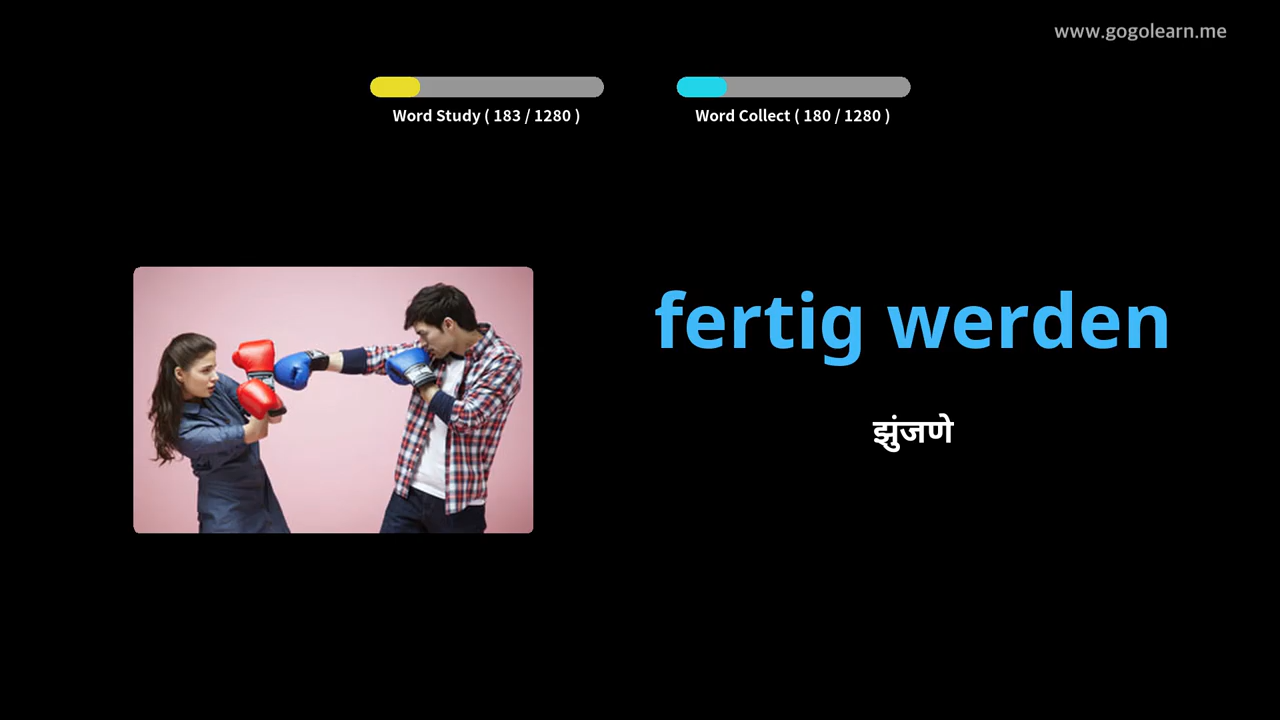 www.gogolearn.me
Word Study ( 183 / 1280 )
Word Collect ( 180 / 1280 )
fertig werden
झुंजणे